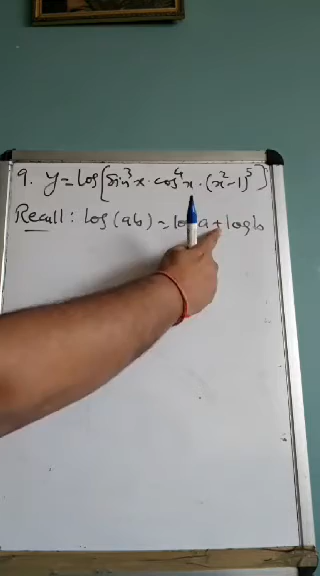 9. y = log[sin³x · cos⁴x · (x² - 1)⁵]
Recall : log (ab) = log a + log b